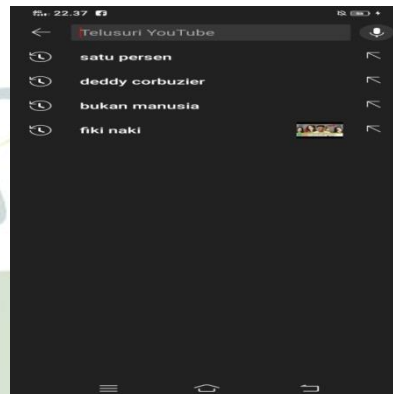 22.37
Telusuri YouTube
satu persen
deddy corbuzier
bukan manusia
fiki naki